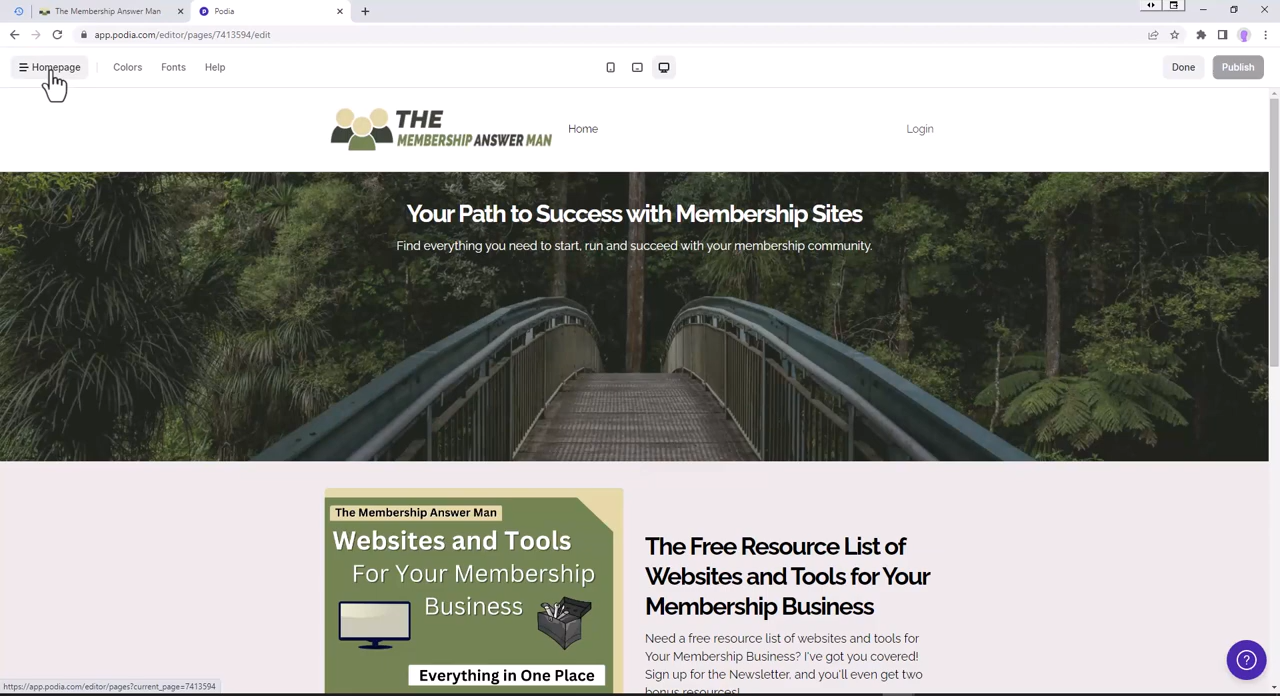 The Membership Answer Man
Podia
app.podia.com/editor/pages/7413594/edit
Homepage
Colors
Fonts
Help
Done
Publish
THE
MEMBERSHIP ANSWER MAN
Home
Login
Your Path to Success with Membership Sites
Find everything you need to start, run and succeed with your membership community.
The Membership Answer Man
Websites and Tools
For Your Membership
Business
Everything in One Place
The Free Resource List of
Websites and Tools for Your
Membership Business
Need a free resource list of websites and tools for
Your Membership Business? I've got you covered!
Sign up for the Newsletter, and you'll even get two
bonus resources!
https://app.podia.com/editor/pages?current_page=7413594